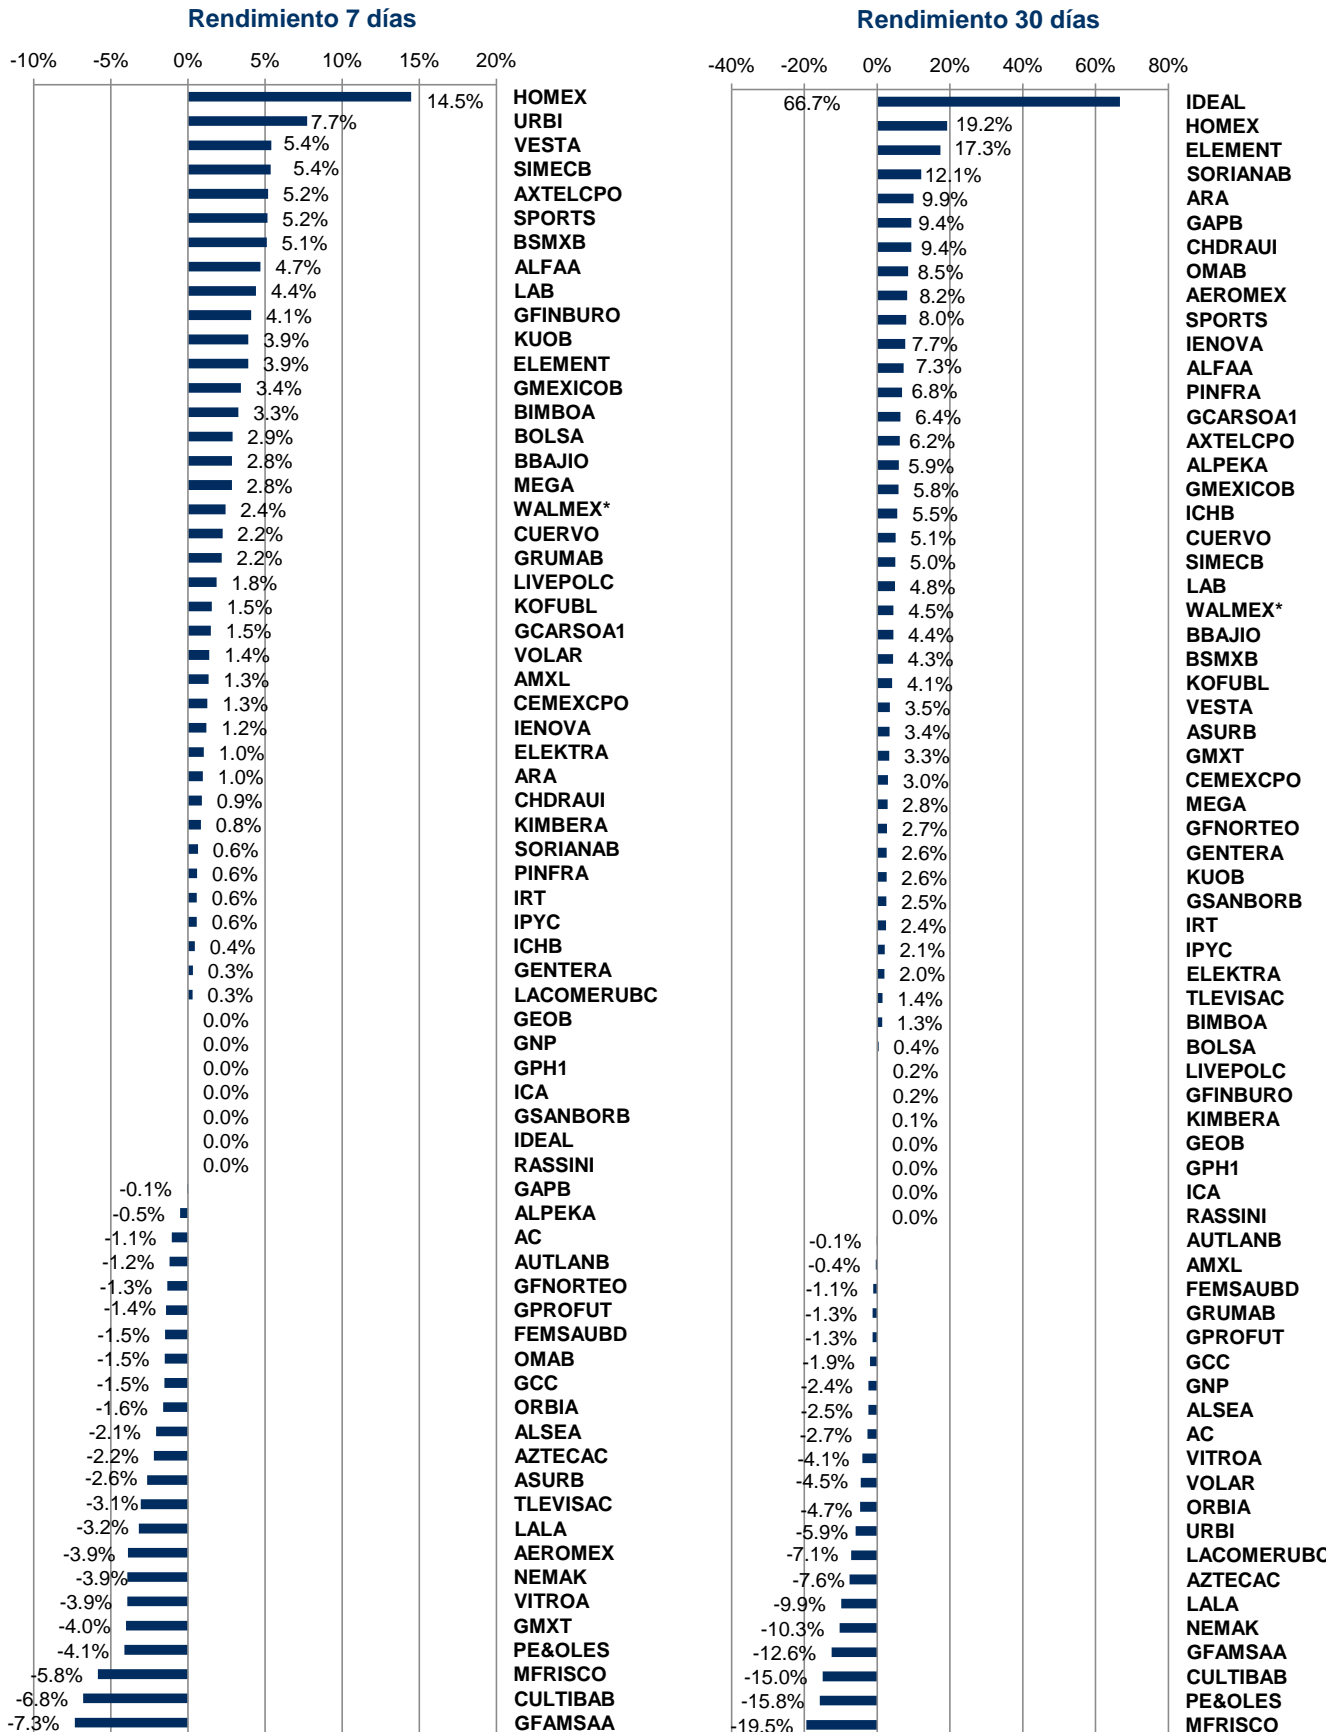 Rendimiento 7 días
-10% -5% 0% 5% 10% 15% 20%
14.5% HOMEX
7.7% URBI
5.4% VESTA
5.4% SIMECB
5.2% AXTELCPO
5.2% SPORTS
5.1% BSMXB
4.7% ALFAA
4.4% LAB
4.1% GFINBURO
3.9% KUOB
3.9% ELEMENT
3.4% GMEXICOB
3.3% BIMBOA
2.9% BOLSA
2.8% BBAJIO
2.8% MEGA
2.4% WALMEX*
2.2% CUERVO
2.2% GRUMAB
1.8% LIVEPOLC
1.5% KOFUBL
1.5% GCARSOA1
1.4% VOLAR
1.3% AMXL
1.3% CEMEXCPO
1.2% IENOVA
1.0% ELEKTRA
1.0% ARA
0.9% CHDRAUI
0.8% KIMBERA
0.6% SORIANAB
0.6% PINFRA
0.6% IRT
0.6% IPYC
0.4% ICHB
0.3% GENTERA
0.3% LACOMERUBC
0.0% GEOB
0.0% GNP
0.0% GPH1
0.0% ICA
0.0% GSANBORB
0.0% IDEAL
0.0% RASSINI
-0.1% GAPB
-0.5% ALPEKA
-1.1% AC
-1.2% AUTLANB
-1.3% GFNORTEO
-1.4% GPROFUT
-1.5% FEMSAUBD
-1.5% OMAB
-1.5% GCC
-1.6% ORBIA
-2.1% ALSEA
-2.2% AZTECAC
-2.6% ASURB
-3.1% TLEVISAC
-3.2% LALA
-3.9% AEROMEX
-3.9% NEMAK
-3.9% VITROA
-4.0% GMXT
-4.1% PE&OLES
-5.8% MFRISCO
-6.8% CULTIBAB
-7.3% GFAMSAA
Rendimiento 30 días
-40% -20% 0% 20% 40% 60% 80%
66.7% IDEAL
19.2% HOMEX
17.3% ELEMENT
12.1% SORIANAB
9.9% ARA
9.4% GAPB
9.4% CHDRAUI
8.5% OMAB
8.2% AEROMEX
8.0% SPORTS
7.7% IENOVA
7.3% ALFAA
6.8% PINFRA
6.4% GCARSOA1
6.2% AXTELCPO
5.9% ALPEKA
5.8% GMEXICOB
5.5% ICHB
5.1% CUERVO
5.0% SIMECB
4.8% LAB
4.5% WALMEX*
4.4% BBAJIO
4.3% BSMXB
4.1% KOFUBL
3.5% VESTA
3.4% ASURB
3.3% GMXT
3.0% CEMEXCPO
2.8% MEGA
2.7% GFNORTEO
2.6% GENTERA
2.6% KUOB
2.5% GSANBORB
2.4% IRT
2.1% IPYC
2.0% ELEKTRA
1.4% TLEVISAC
1.3% BIMBOA
0.4% BOLSA
0.2% LIVEPOLC
0.2% GFINBURO
0.1% KIMBERA
0.0% GEOB
0.0% GPH1
0.0% ICA
0.0% RASSINI
-0.1% AUTLANB
-0.4% AMXL
-1.1% FEMSAUBD
-1.3% GRUMAB
-1.3% GPROFUT
-1.9% GCC
-2.4% GNP
-2.5% ALSEA
-2.7% AC
-4.1% VITROA
-4.5% VOLAR
-4.7% ORBIA
-5.9% URBI
-7.1% LACOMERUBC
-7.6% AZTECAC
-9.9% LALA
-10.3% NEMAK
-12.6% GFAMSAA
-15.0% CULTIBAB
-15.8% PE&OLES
-19.5% MFRISCO